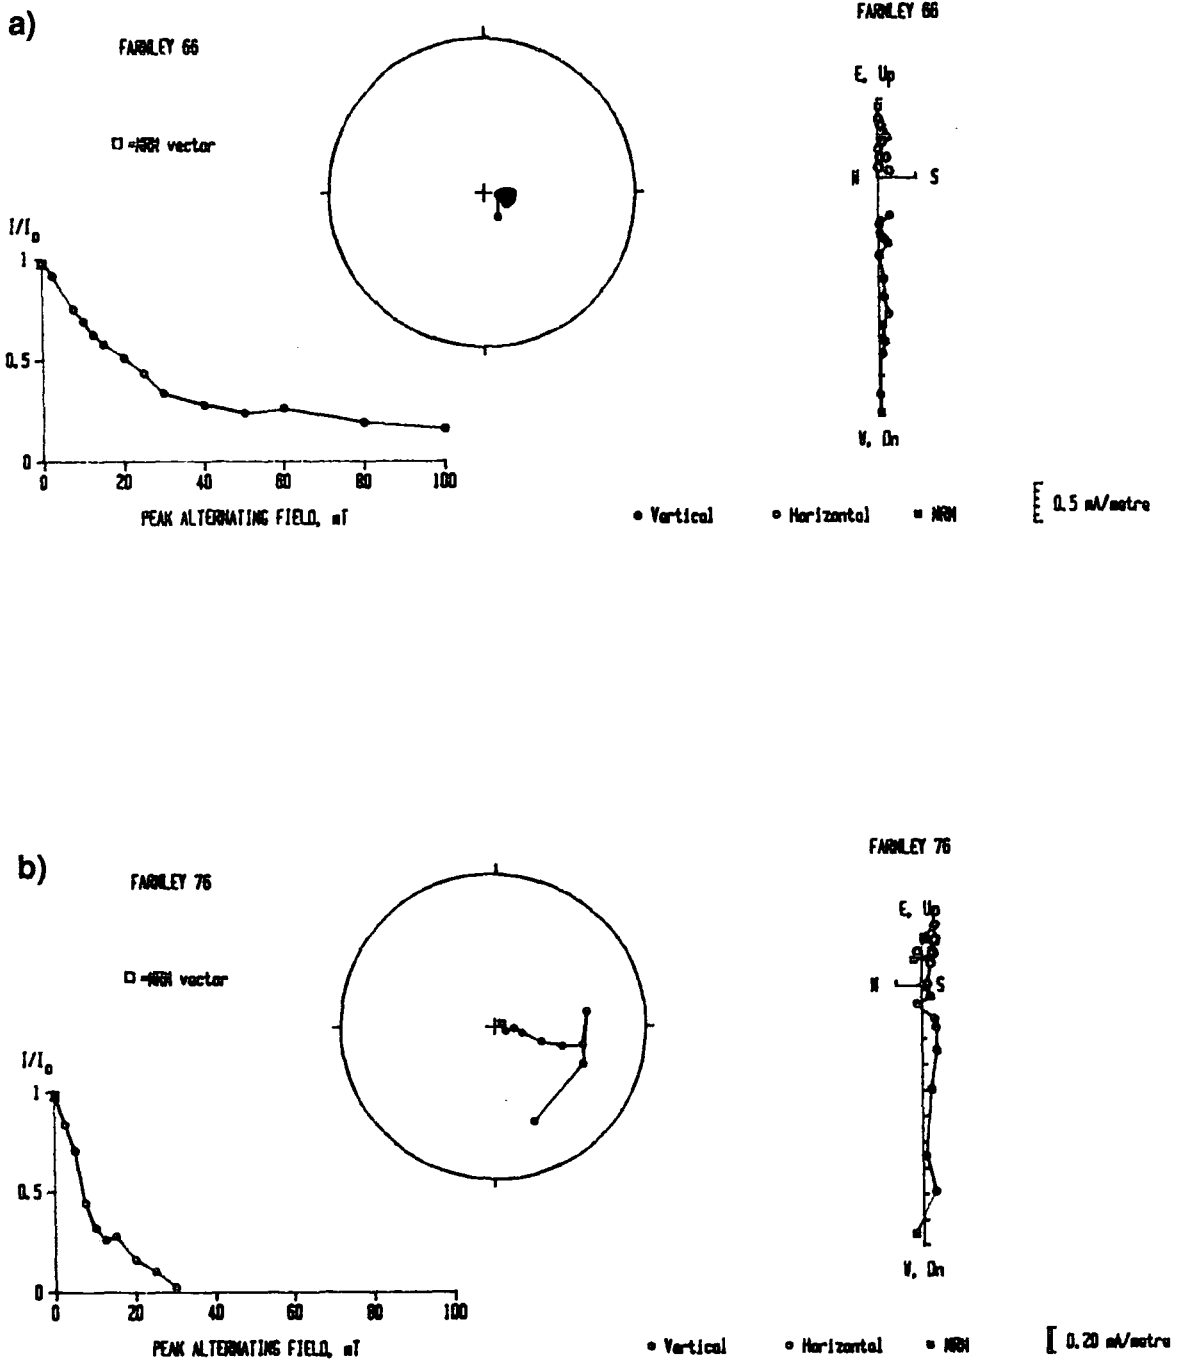 a)
FARNLEY 66
FARNLEY 66
E, Up
□ =NRM vector
N S
I/I₀
1
0.5
0
0 20 40 60 80 100
PEAK ALTERNATING FIELD, mT
W, Dn
● Vertical ○ Horizontal ■ NRM 0.5 mA/metre
b)
FARNLEY 76
FARNLEY 76
E, Up
□ =NRM vector
N S
I/I₀
1
0.5
0
0 20 40 60 80 100
PEAK ALTERNATING FIELD, mT
W, Dn
● Vertical ○ Horizontal ■ NRM 0.20 mA/metre